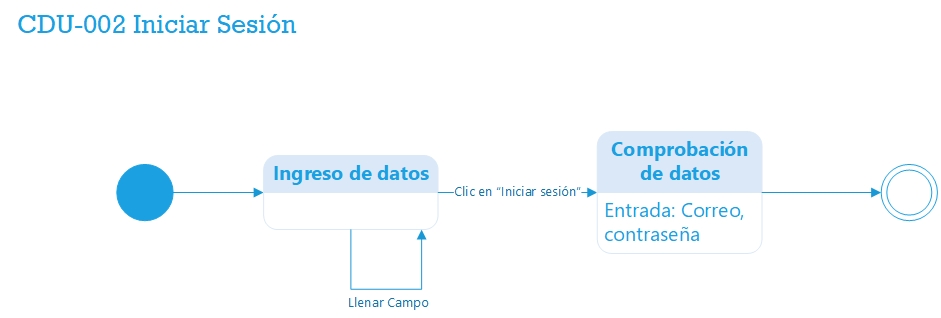 CDU-002 Iniciar Sesión
Ingreso de datos
Clic en “Iniciar sesión”
Comprobación
de datos
Entrada: Correo,
contraseña
Llenar Campo